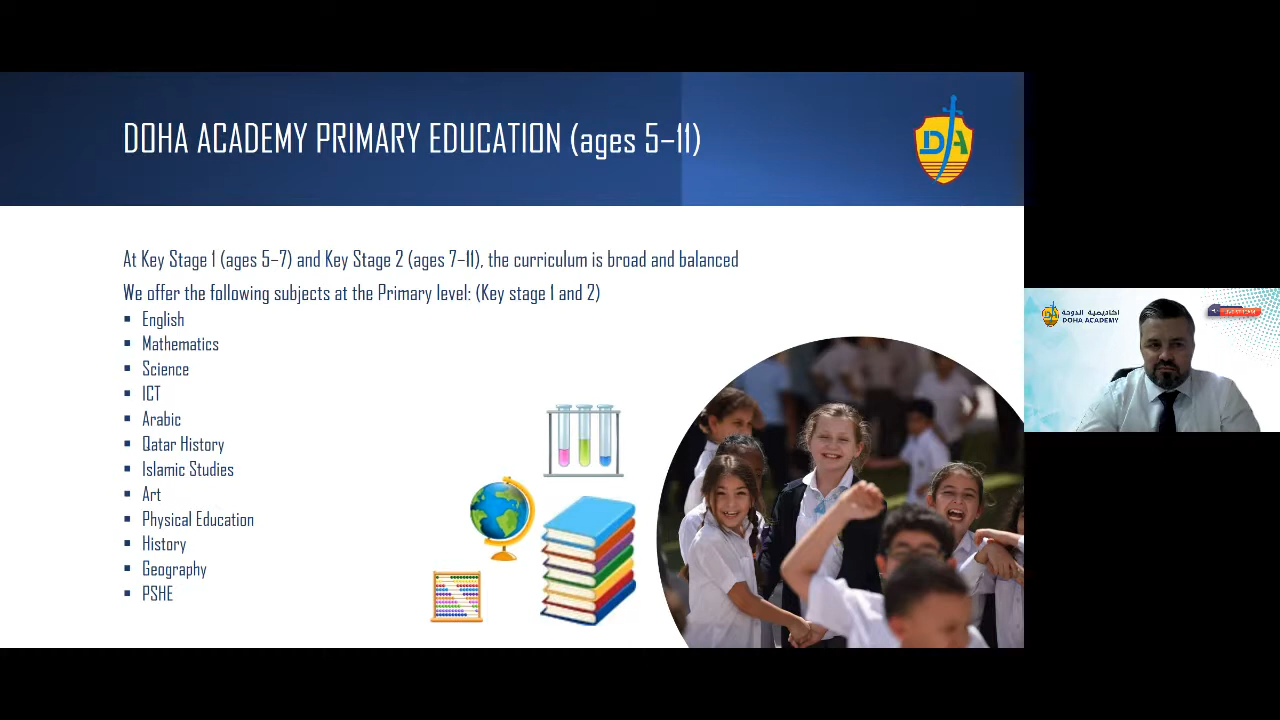 DOHA ACADEMY PRIMARY EDUCATION (ages 5–11)
DA
At Key Stage 1 (ages 5–7) and Key Stage 2 (ages 7–11), the curriculum is broad and balanced
We offer the following subjects at the Primary level: (Key stage 1 and 2)
▪ English
▪ Mathematics
▪ Science
▪ ICT
▪ Arabic
▪ Qatar History
▪ Islamic Studies
▪ Art
▪ Physical Education
▪ History
▪ Geography
▪ PSHE
أكاديمية الدوحة
DOHA ACADEMY